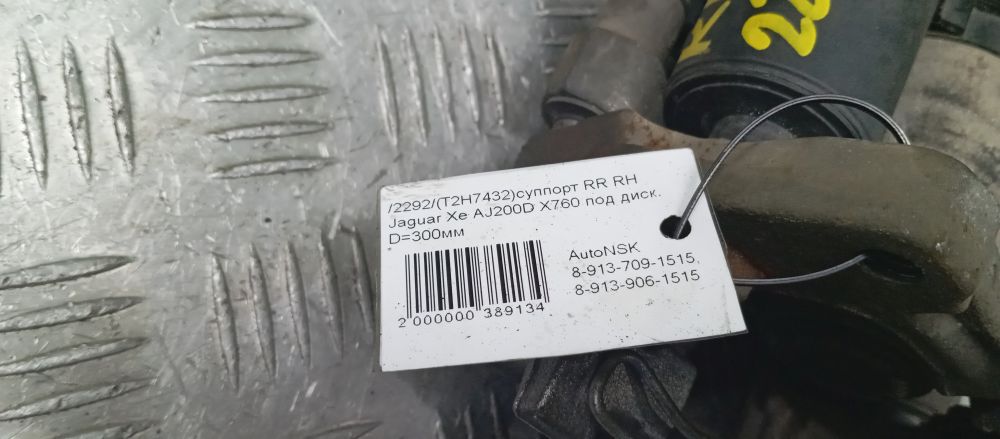 /2292/(T2H7432)суппорт RR RH
Jaguar Xe AJ200D X760 под диск.
D=300мм
AutoNSK
8-913-709-1515,
8-913-906-1515
2 000000 389134